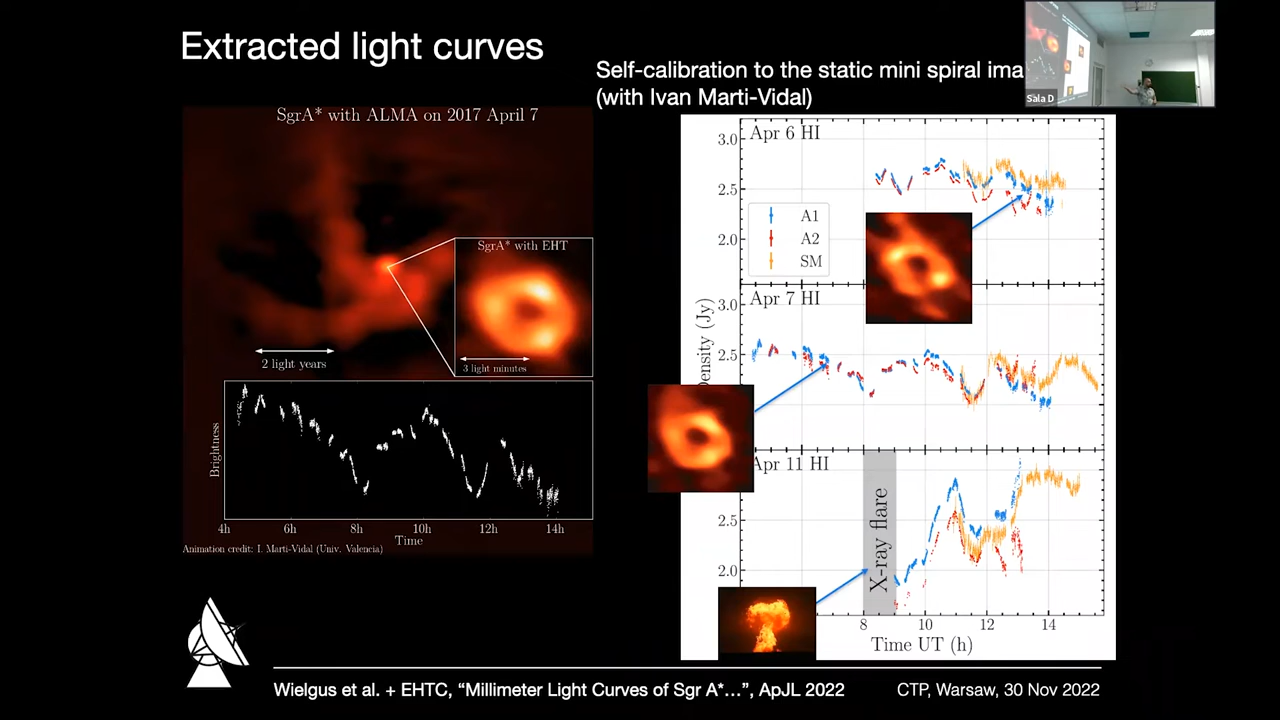 Extracted light curves
Self-calibration to the static mini spiral ima
(with Ivan Marti-Vidal)
Sala D
SgrA* with ALMA on 2017 April 7
SgrA* with EHT
2 light years
3 light minutes
Brightness
4h 6h 8h 10h 12h 14h
Time
Animation credit: I. Marti-Vidal (Univ. Valencia)
Apr 6 HI
3.0
2.5
2.0
A1
A2
SM
Apr 7 HI
3.0
2.5
Density (Jy)
Apr 11 HI
2.5
2.0
X-ray flare
8 10 12 14
Time UT (h)
Wielgus et al. + EHTC, “Millimeter Light Curves of Sgr A*…”, ApJL 2022
CTP, Warsaw, 30 Nov 2022